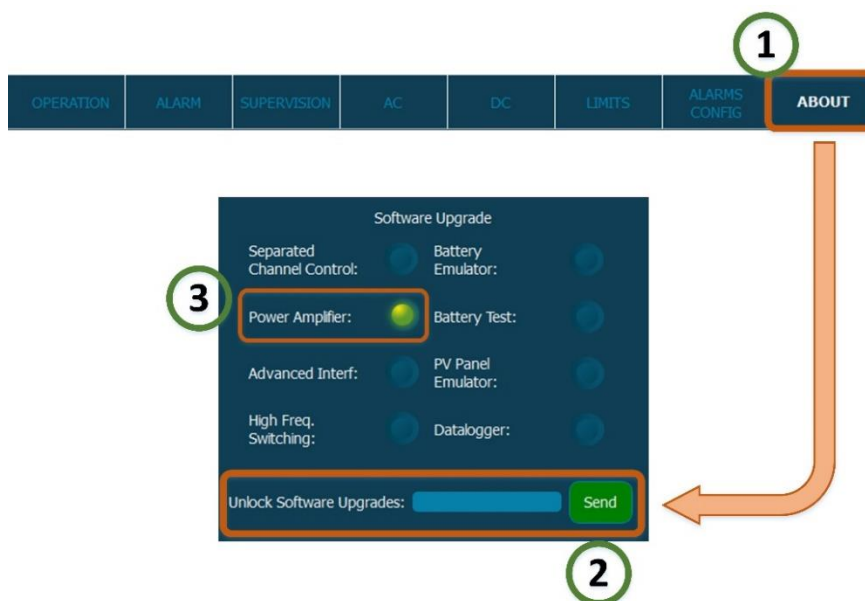 1
OPERATION ALARM SUPERVISION AC DC LIMITS ALARMS CONFIG ABOUT
Software Upgrade
Separated Channel Control:
Battery Emulator:
3
Power Amplifier:
Battery Test:
Advanced Interf:
PV Panel Emulator:
High Freq. Switching:
Datalogger:
Unlock Software Upgrades:
Send
2